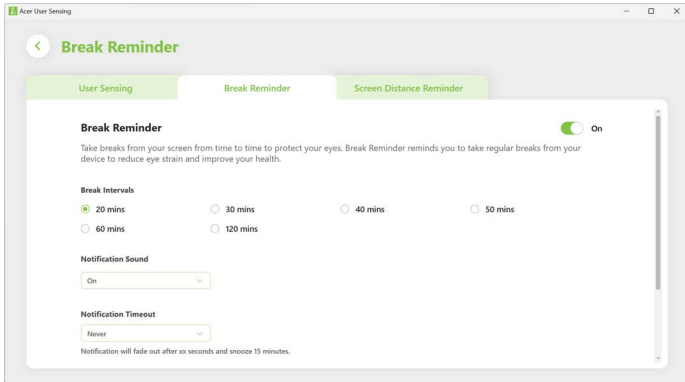 Acer User Sensing
Break Reminder
User Sensing
Break Reminder
Screen Distance Reminder
Break Reminder
On
Take breaks from your screen from time to time to protect your eyes. Break Reminder reminds you to take regular breaks from your
device to reduce eye strain and improve your health.
Break Intervals
20 mins
30 mins
40 mins
50 mins
60 mins
120 mins
Notification Sound
On
Notification Timeout
Never
Notification will fade out after xx seconds and snooze 15 minutes.